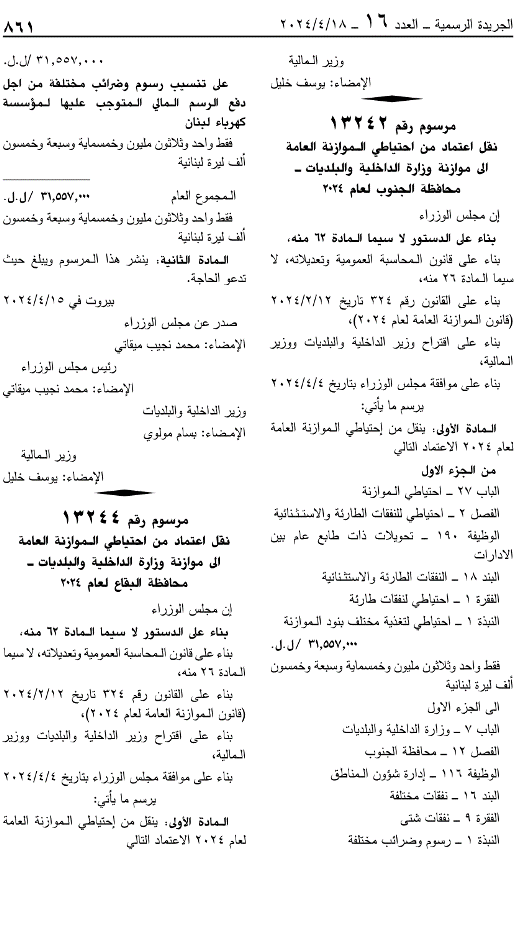 الجريدة الرسمية – العدد ١٦ – ٢٠٢٤/٤/١٨
٨٦١
وزير المالية
الإمضاء: يوسف خليل
مرسوم رقم ١٣٢٤٢
نقل اعتماد من احتياطي الموازنة العامة
الى موازنة وزارة الداخلية والبلديات –
محافظة الجنوب لعام ٢٠٢٤
إن مجلس الوزراء
بناء على الدستور لا سيما المادة ٦٢ منه،
بناء على قانون المحاسبة العمومية وتعديلاته، لا
سيما المادة ٢٦ منه،
بناء على القانون رقم ٣٢٤ تاريخ ٢٠٢٤/٢/١٢
(قانون الموازنة العامة لعام ٢٠٢٤)،
بناء على اقتراح وزير الداخلية والبلديات ووزير
المالية،
بناء على موافقة مجلس الوزراء بتاريخ ٢٠٢٤/٤/٤
يرسم ما يأتي:
المادة الأولى: ينقل من إحتياطي الموازنة العامة
لعام ٢٠٢٤ الاعتماد التالي
من الجزء الاول
الباب ٢٧ – احتياطي الموازنة
الفصل ٢ – احتياطي للنفقات الطارئة والاستثنائية
الوظيفة ١٩٠ – تحويلات ذات طابع عام بين
الادارات
البند ١٨ – النفقات الطارئة والاستثنائية
الفقرة ١ – احتياطي لنفقات طارئة
النبذة ١ – احتياطي لتغذية مختلف بنود الموازنة
٣١,٥٥٧,٠٠٠ /ل.ل.
فقط واحد وثلاثون مليون وخمسماية وسبعة وخمسون
ألف ليرة لبنانية
الى الجزء الاول
الباب ٧ – وزارة الداخلية والبلديات
الفصل ١٢ – محافظة الجنوب
الوظيفة ١١٦ – إدارة شؤون المناطق
البند ١٦ – نفقات مختلفة
الفقرة ٩ – نفقات شتى
النبذة ١ – رسوم وضرائب مختلفة
٣١,٥٥٧,٠٠٠ /ل.ل.
على تنسيب رسوم وضرائب مختلفة من اجل
دفع الرسم المالي المتوجب عليها لمؤسسة
كهرباء لبنان
فقط واحد وثلاثون مليون وخمسماية وسبعة وخمسون
ألف ليرة لبنانية
المجموع العام ٣١,٥٥٧,٠٠٠ /ل.ل.
فقط واحد وثلاثون مليون وخمسماية وسبعة وخمسون
ألف ليرة لبنانية
المادة الثانية: ينشر هذا المرسوم ويبلغ حيث
تدعو الحاجة.
بيروت في ٢٠٢٤/٤/١٥
صدر عن مجلس الوزراء
الإمضاء: محمد نجيب ميقاتي
رئيس مجلس الوزراء
الإمضاء: محمد نجيب ميقاتي
وزير الداخلية والبلديات
الإمضاء: بسام مولوي
وزير المالية
الإمضاء: يوسف خليل
مرسوم رقم ١٣٢٤٤
نقل اعتماد من احتياطي الموازنة العامة
الى موازنة وزارة الداخلية والبلديات –
محافظة البقاع لعام ٢٠٢٤
إن مجلس الوزراء
بناء على الدستور لا سيما المادة ٦٢ منه،
بناء على قانون المحاسبة العمومية وتعديلاته، لا سيما
المادة ٢٦ منه،
بناء على القانون رقم ٣٢٤ تاريخ ٢٠٢٤/٢/١٢
(قانون الموازنة العامة لعام ٢٠٢٤)،
بناء على اقتراح وزير الداخلية والبلديات ووزير
المالية،
بناء على موافقة مجلس الوزراء بتاريخ ٢٠٢٤/٤/٤
يرسم ما يأتي:
المادة الأولى: ينقل من إحتياطي الموازنة العامة
لعام ٢٠٢٤ الاعتماد التالي